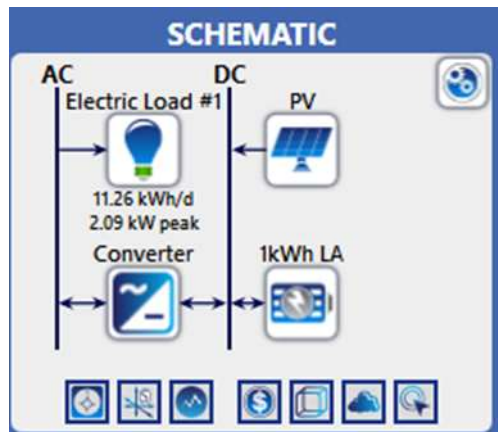 SCHEMATIC
AC DC
Electric Load #1 PV
11.26 kWh/d
2.09 kW peak
Converter 1kWh LA